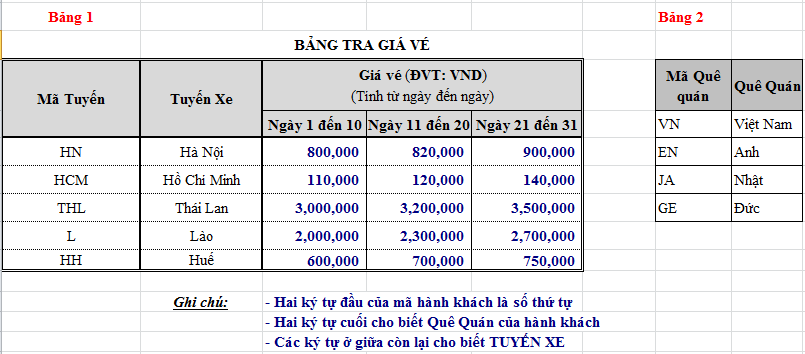 Bảng 1 Bảng 2
BẢNG TRA GIÁ VÉ
Mã Tuyến Tuyến Xe Giá vé (ĐVT: VND)
(Tinh từ ngày đến ngày)
Ngày 1 đến 10 Ngày 11 đến 20 Ngày 21 đến 31
Mã Quê quán Quê Quán
HN Hà Nội 800,000 820,000 900,000
HCM Hồ Chi Minh 110,000 120,000 140,000
THL Thái Lan 3,000,000 3,200,000 3,500,000
L Lào 2,000,000 2,300,000 2,700,000
HH Huế 600,000 700,000 750,000
VN Việt Nam
EN Anh
JA Nhật
GE Đức
Ghi chú: - Hai ký tự đầu của mã hành khách là số thứ tự
- Hai ký tự cuối cho biết Quê Quán của hành khách
- Các ký tự ở giữa còn lại cho biết TUYẾN XE